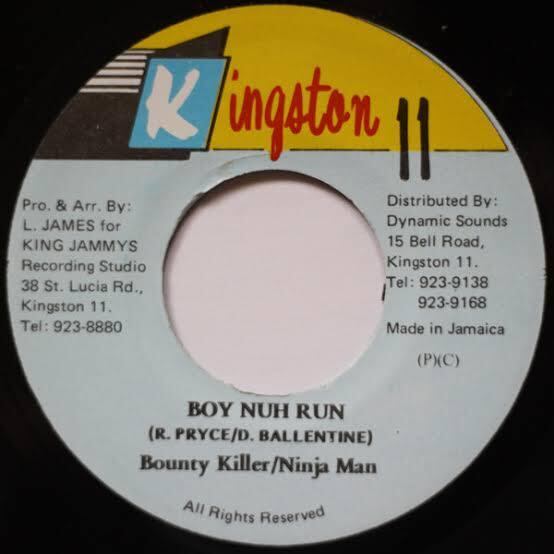 Kingston 11
Pro. & Arr. By:
L. JAMES for
KING JAMMYS
Recording Studio
38 St. Lucia Rd.,
Kingston 11.
Tel: 923-8880
Distributed By:
Dynamic Sounds
15 Bell Road,
Kingston 11.
Tel: 923-9138
923-9168
Made in Jamaica
(P)(C)
BOY NUH RUN
(R. PRYCE/D. BALLENTINE)
Bounty Killer/Ninja Man
All Rights Reserved